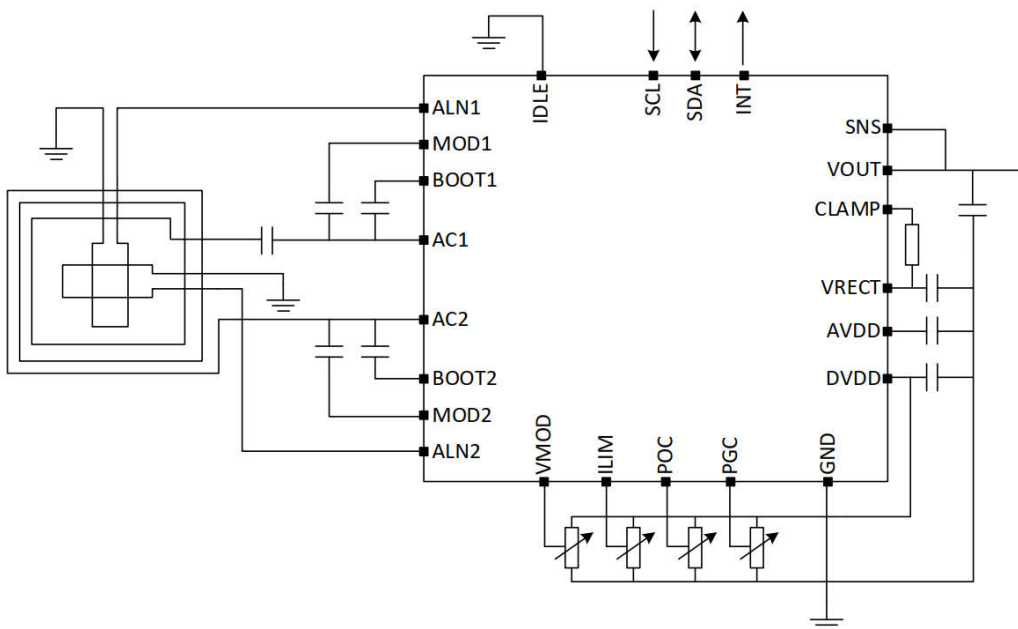 IDLE
SCL
SDA
INT
ALN1
MOD1
BOOT1
AC1
AC2
BOOT2
MOD2
ALN2
SNS
VOUT
CLAMP
VRECT
AVDD
DVDD
VMOD
ILIM
POC
PGC
GND